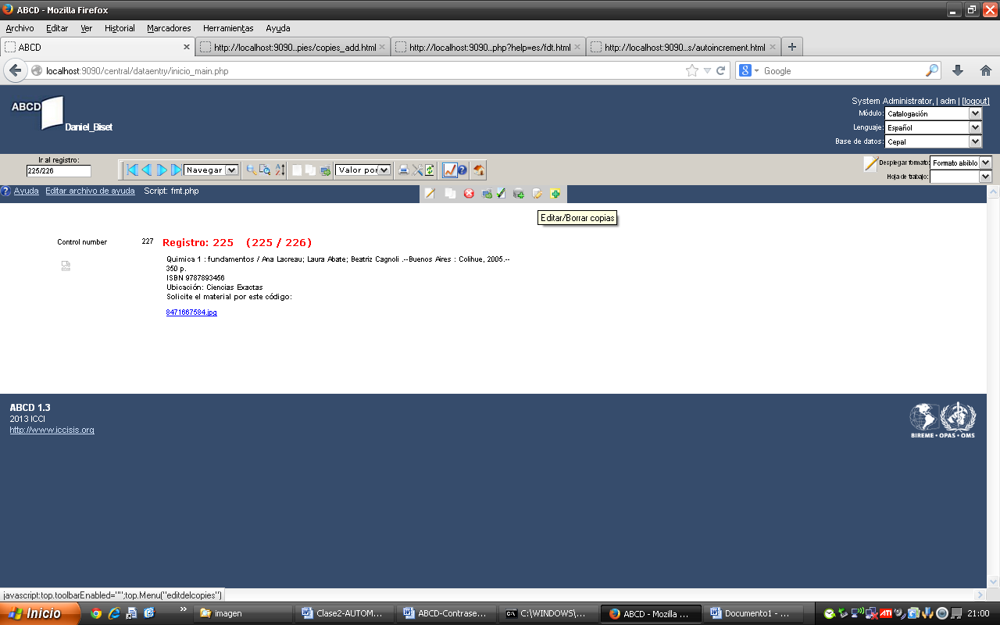 ABCD - Mozilla Firefox
Archivo Editar Ver Historial Marcadores Herramientas Ayuda
ABCD
http://localhost:9090...pies/copies_add.html
http://localhost:9090...php?help=es/fdt.html
http://localhost:9090...s/autoincrement.html
localhost:9090/central/dataentry/inicio_main.php
Google
ABCD
Daniel_Biset
System Administrator, | adm | [logout]
Módulo: Catalogación
Lenguaje: Español
Base de datos: Cepal
Ir al registro:
225/226
Navegar
Valor por
Desplegar formato: Formato abiblo
Hoja de trabajo:
Ayuda Editar archivo de ayuda Script: fmt.php
Editar/Borrar copias
Control number 227 Registro: 225 (225 / 226)
Quimica 1 : fundamentos / Ana Lacreau; Laura Abate; Beatriz Cagnoli .--Buenos Aires : Colihue, 2005.--
350 p.
ISBN 9787893456
Ubicación: Ciencias Exactas
Solicite el material por este código:
8471667584.jpg
ABCD 1.3
2013 ICCI
http://www.iccisis.org
BIREME • OPAS • OMS
javascript:top.toolbarEnabled="";top.Menu("editdelcopies")
Inicio
»
imagen
Clase2-AUTOM...
ABCD-Contrase...
C:\WINDOWS\...
ABCD - Mozilla ...
Documento1 - ...
ATI
21:00